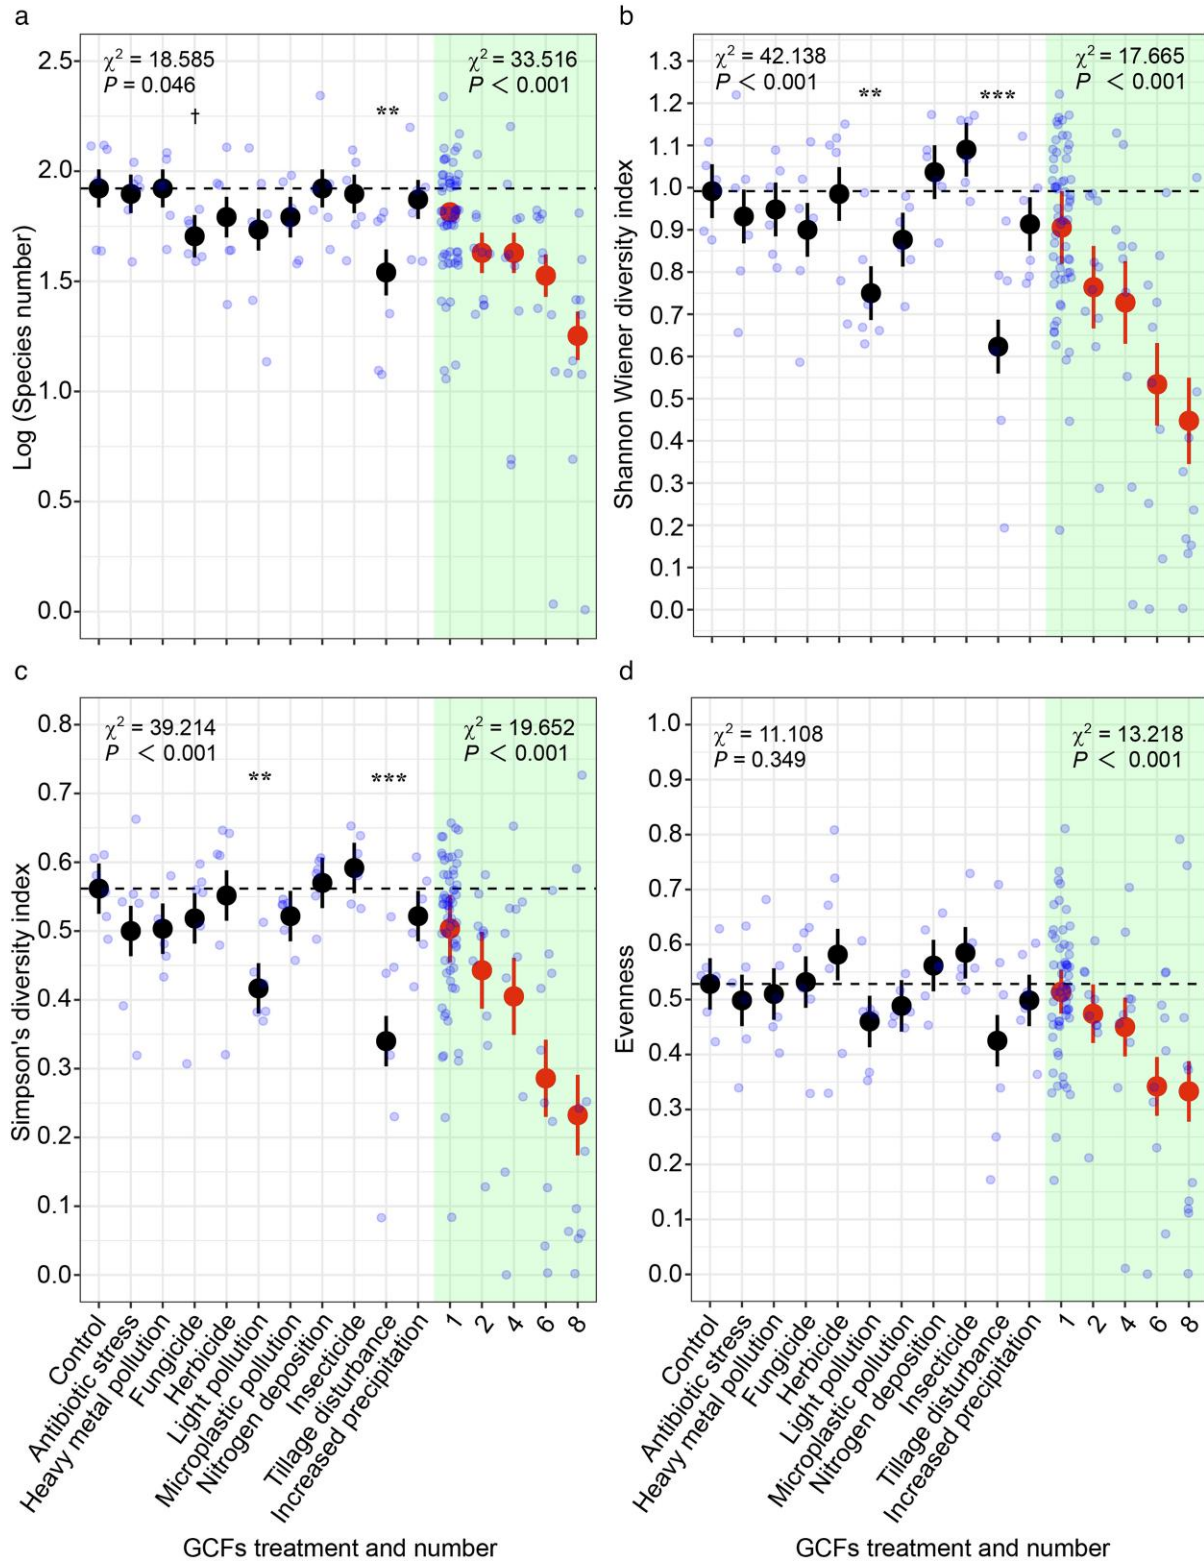 a
χ² = 18.585
P = 0.046
χ² = 33.516
P < 0.001
†
**
2.5
2.0
1.5
1.0
0.5
0.0
Log (Species number)
b
χ² = 42.138
P < 0.001
χ² = 17.665
P < 0.001
**
***
1.3
1.2
1.1
1.0
0.9
0.8
0.7
0.6
0.5
0.4
0.3
0.2
0.1
0.0
Shannon Wiener diversity index
c
χ² = 39.214
P < 0.001
χ² = 19.652
P < 0.001
**
***
0.8
0.7
0.6
0.5
0.4
0.3
0.2
0.1
0.0
Simpson's diversity index
Control
Antibiotic stress
Heavy metal pollution
Fungicide
Herbicide
Light pollution
Microplastic pollution
Nitrogen deposition
Insecticide
Tillage disturbance
Increased precipitation
1
2
4
6
8
GCFs treatment and number
d
χ² = 11.108
P = 0.349
χ² = 13.218
P < 0.001
1.0
0.9
0.8
0.7
0.6
0.5
0.4
0.3
0.2
0.1
0.0
Evenness
Control
Antibiotic stress
Heavy metal pollution
Fungicide
Herbicide
Light pollution
Microplastic pollution
Nitrogen deposition
Insecticide
Tillage disturbance
Increased precipitation
1
2
4
6
8
GCFs treatment and number